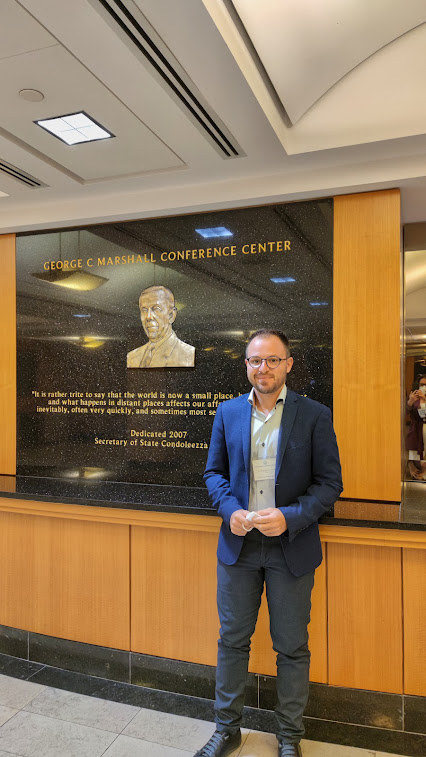 GEORGE C MARSHALL CONFERENCE CENTER
"It is rather trite to say that the world is now a small place,
and what happens in distant places affects our
inevitably, often very quickly, and sometimes most
Dedicated 2007
Secretary of State Condoleezza